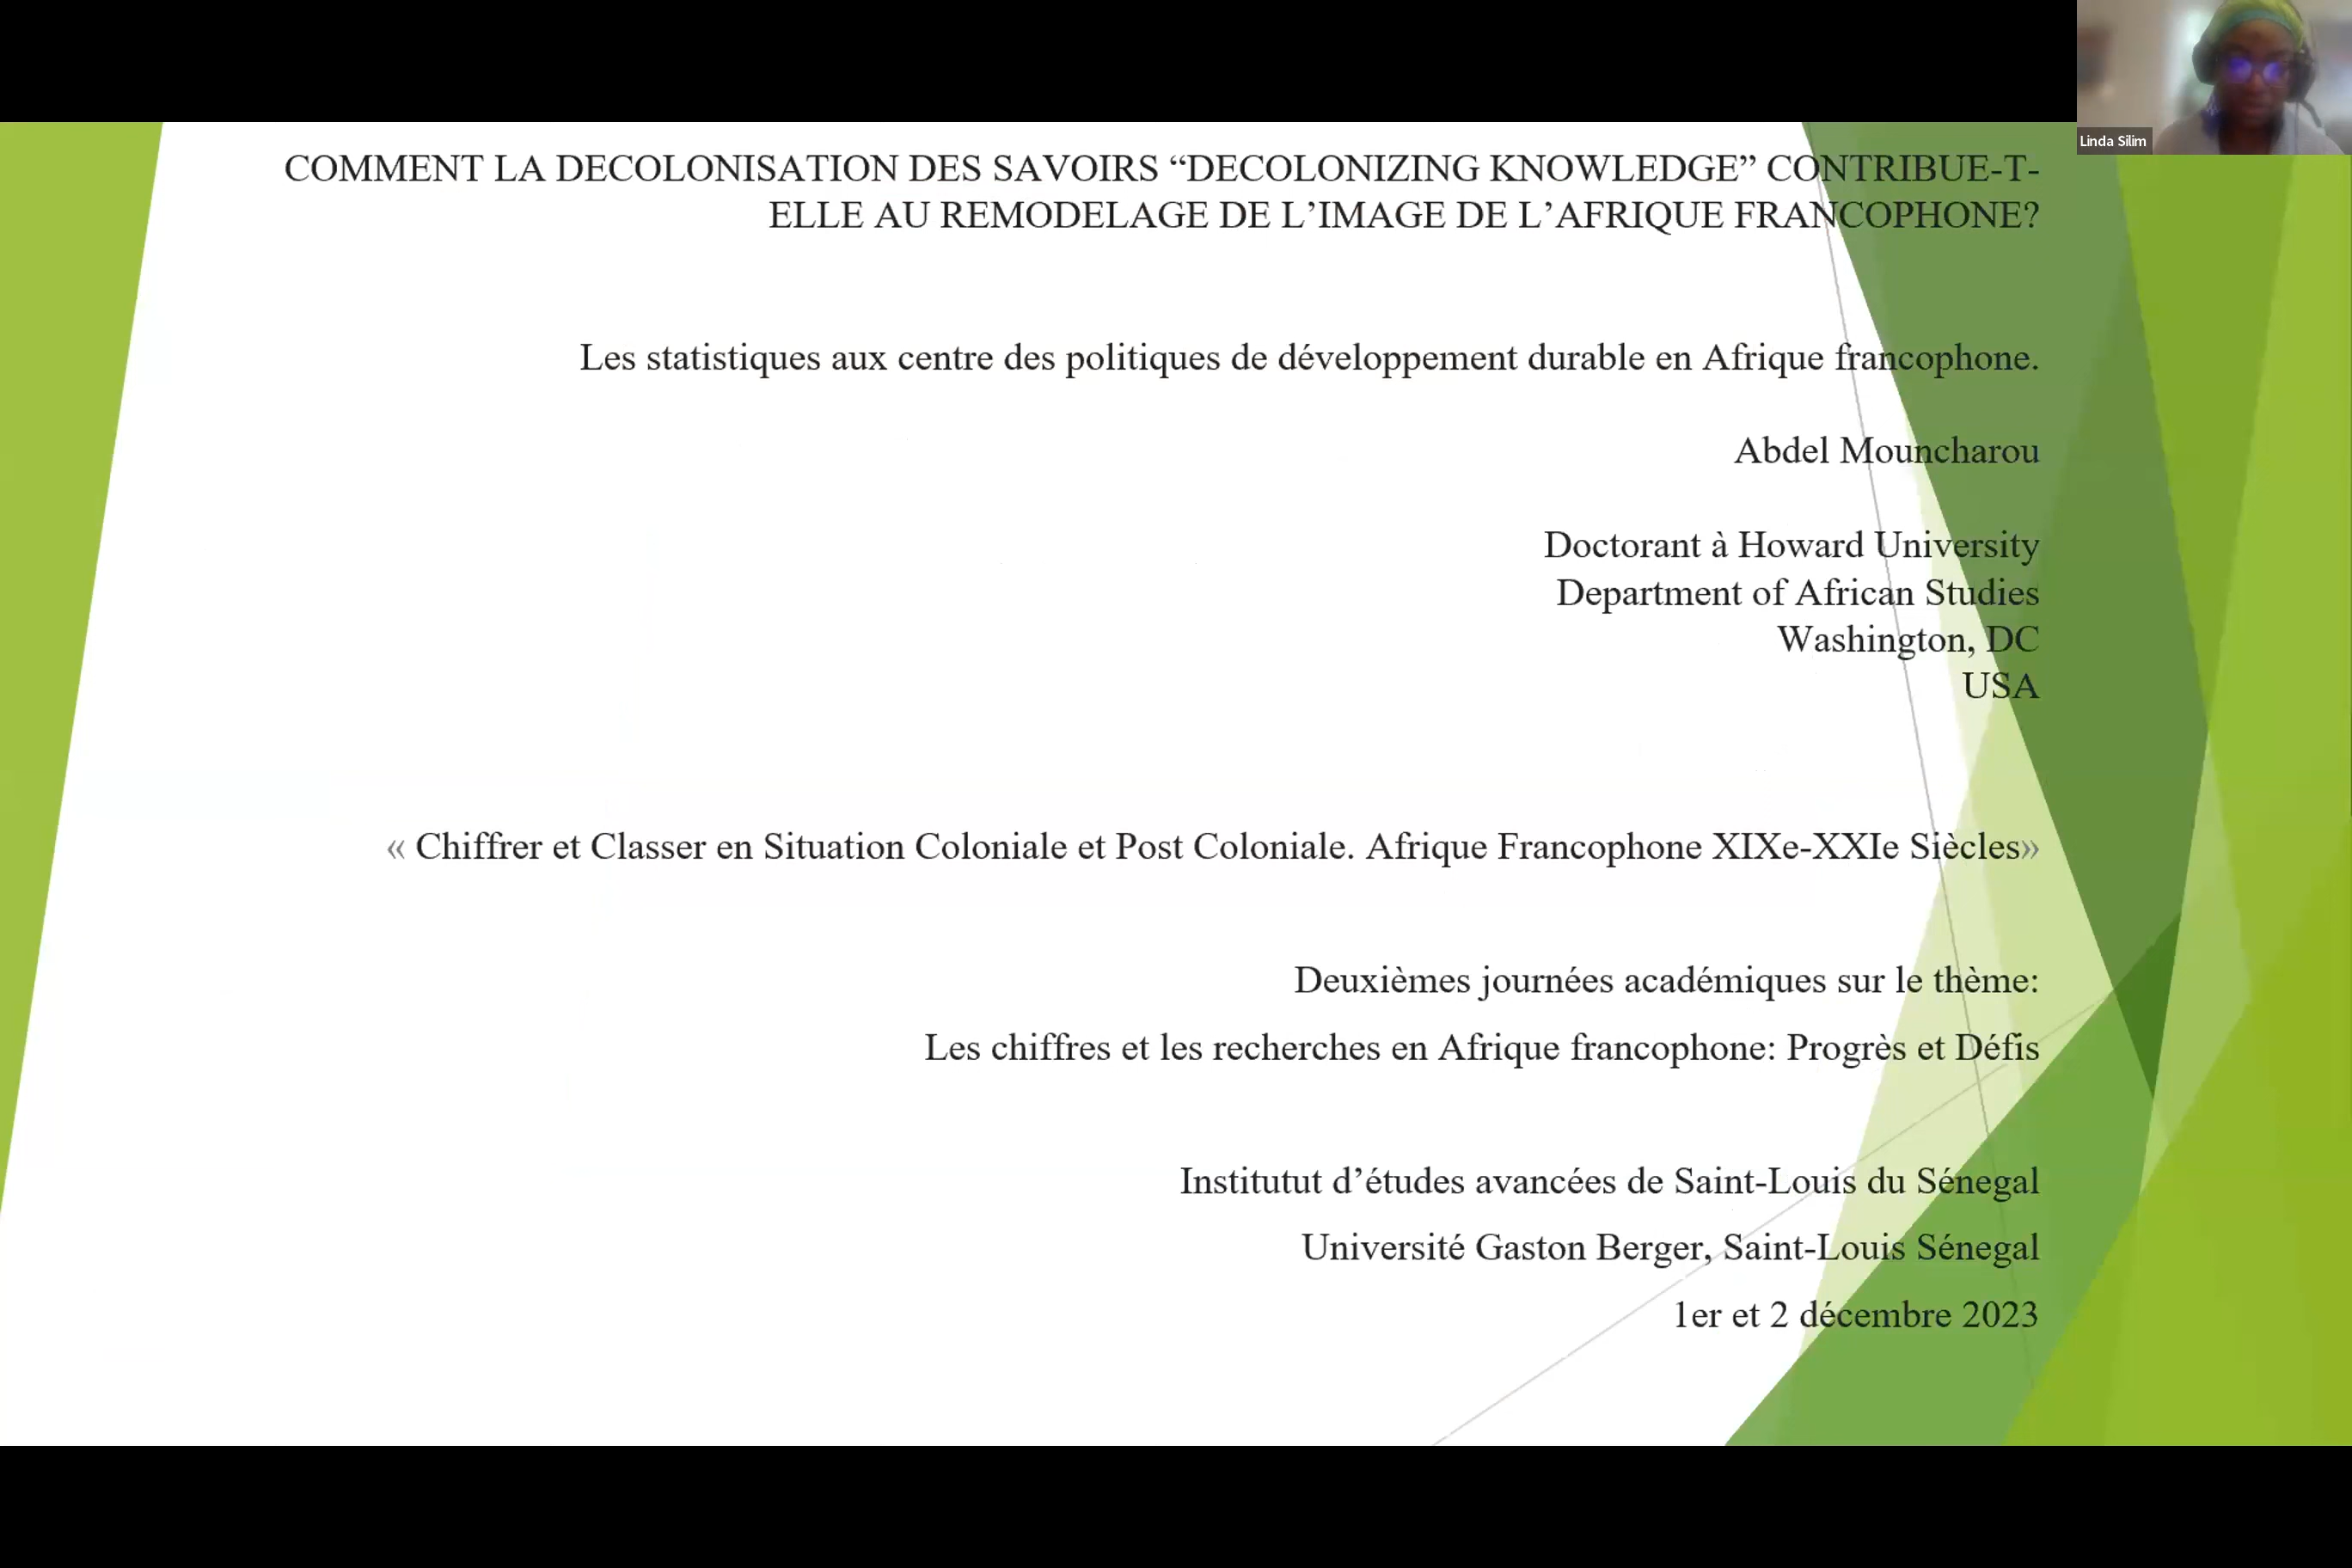 Linda Silim
COMMENT LA DECOLONISATION DES SAVOIRS “DECOLONIZING KNOWLEDGE” CONTRIBUE-T-
ELLE AU REMODELAGE DE L’IMAGE DE L’AFRIQUE FRANCOPHONE?
Les statistiques aux centre des politiques de développement durable en Afrique francophone.
Abdel Mouncharou
Doctorant à Howard University
Department of African Studies
Washington, DC
USA
« Chiffrer et Classer en Situation Coloniale et Post Coloniale. Afrique Francophone XIXe-XXIe Siècles»
Deuxièmes journées académiques sur le thème:
Les chiffres et les recherches en Afrique francophone: Progrès et Défis
Institutut d’études avancées de Saint-Louis du Sénegal
Université Gaston Berger, Saint-Louis Sénegal
1er et 2 décembre 2023